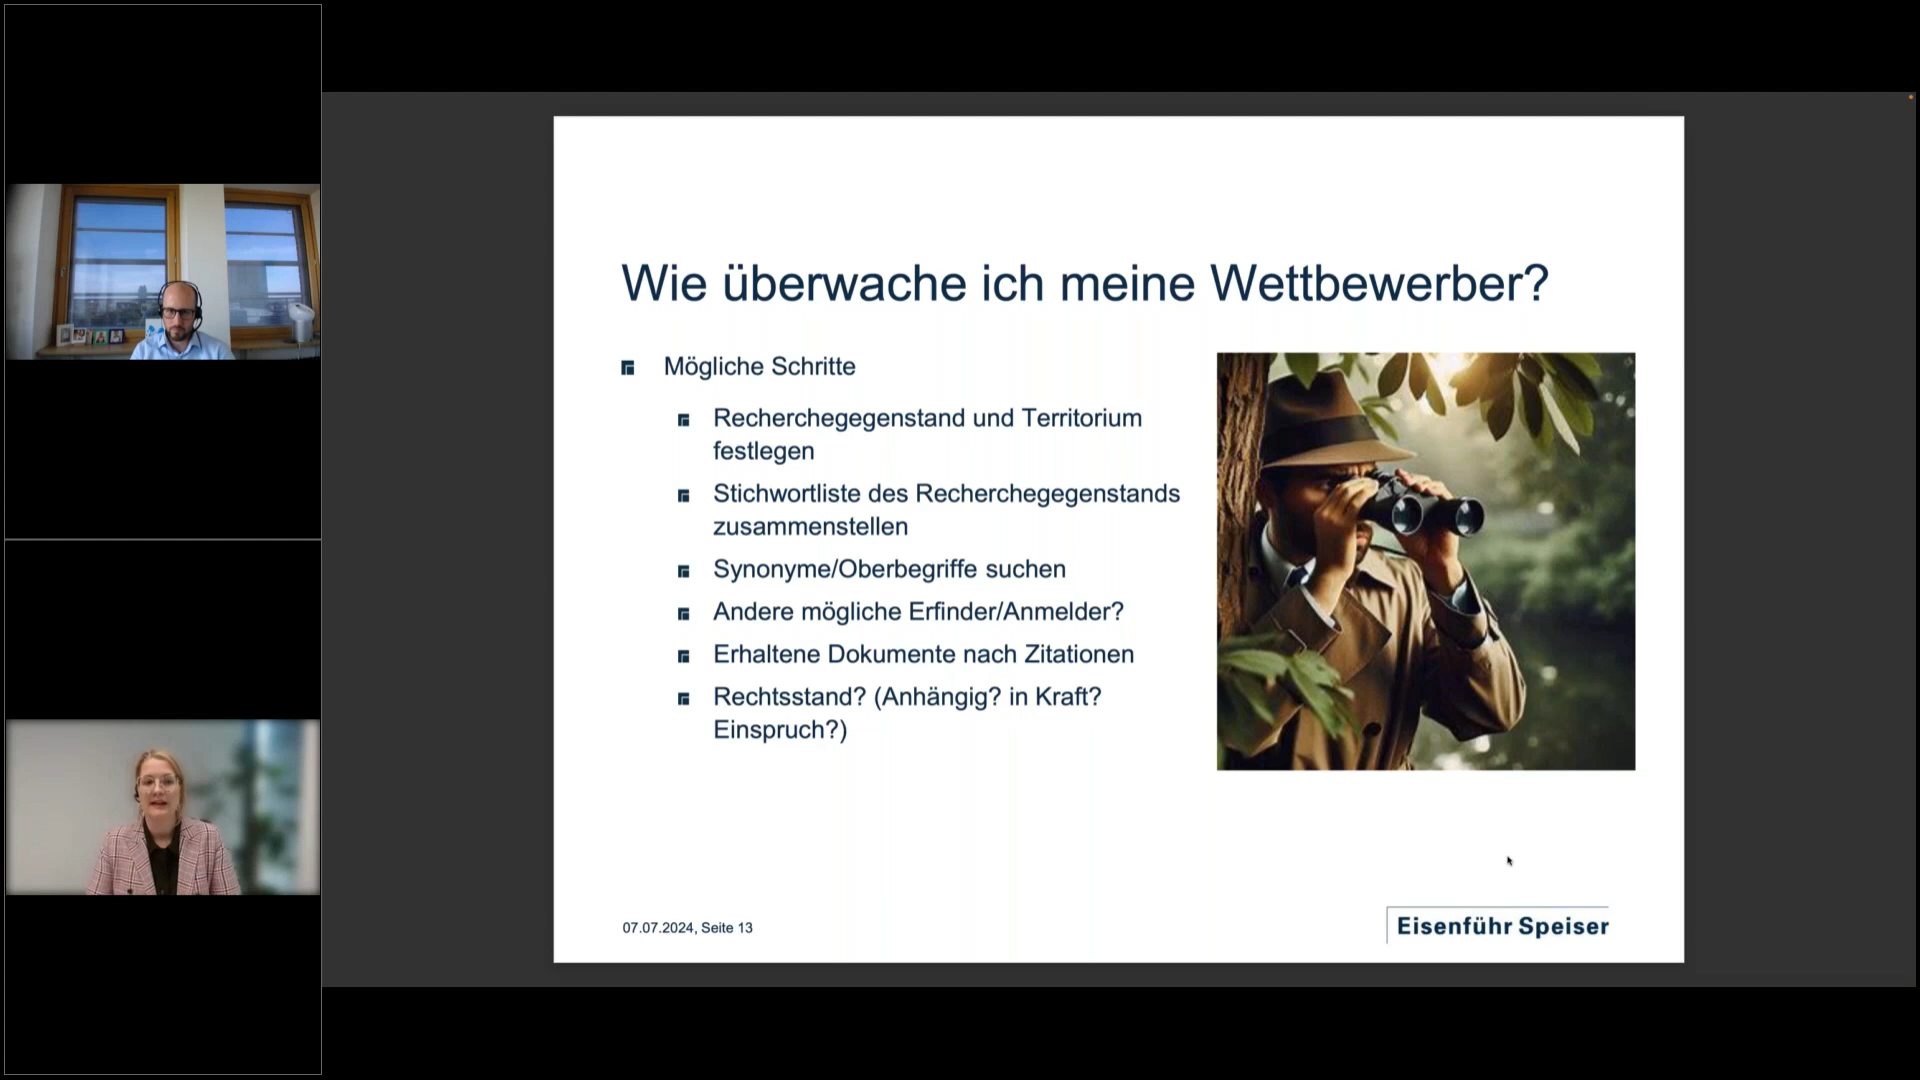 Wie überwache ich meine Wettbewerber?
Mögliche Schritte
Recherchegegenstand und Territorium
festlegen
Stichwortliste des Recherchegegenstands
zusammenstellen
Synonyme/Oberbegriffe suchen
Andere mögliche Erfinder/Anmelder?
Erhaltene Dokumente nach Zitationen
Rechtsstand? (Anhängig? in Kraft?
Einspruch?)
07.07.2024, Seite 13
Eisenführ Speiser